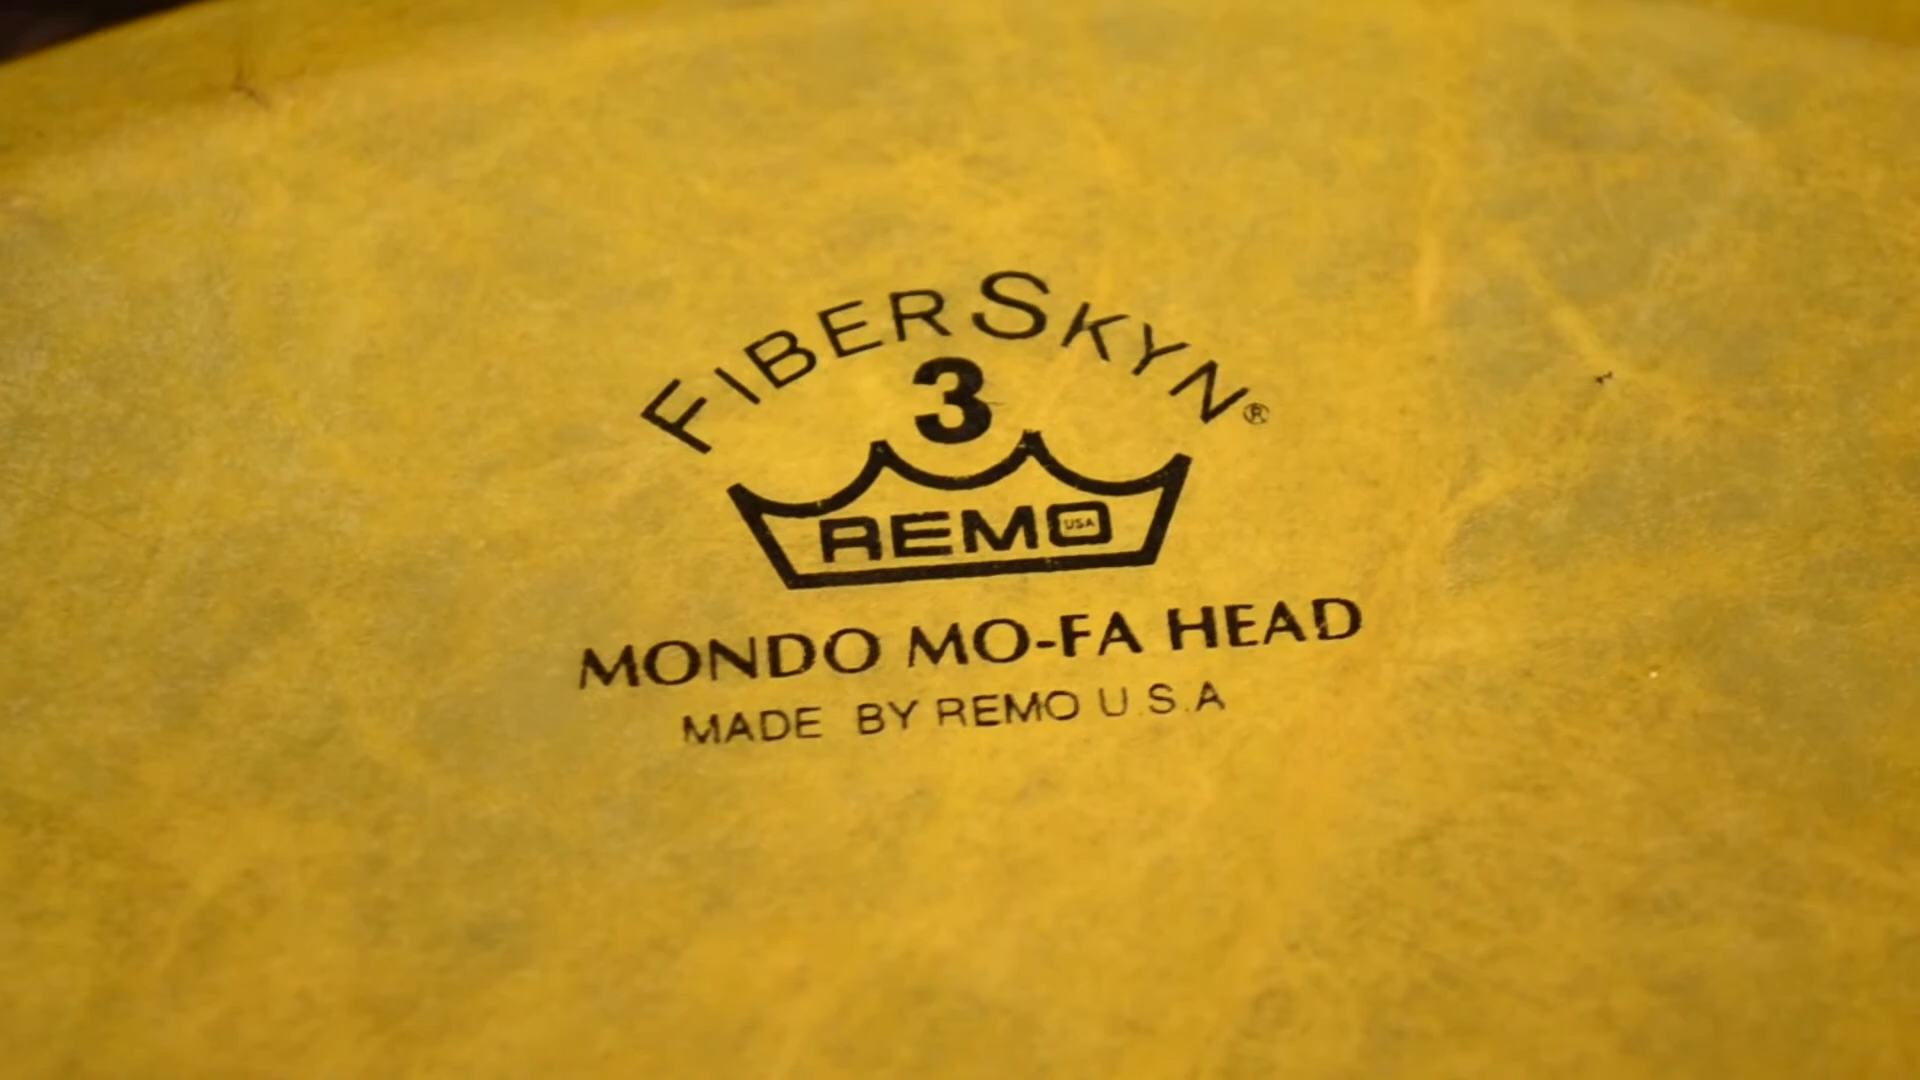 FIBERSKYN®
3
REMO USA
MONDO MO-FA HEAD
MADE BY REMO U.S.A